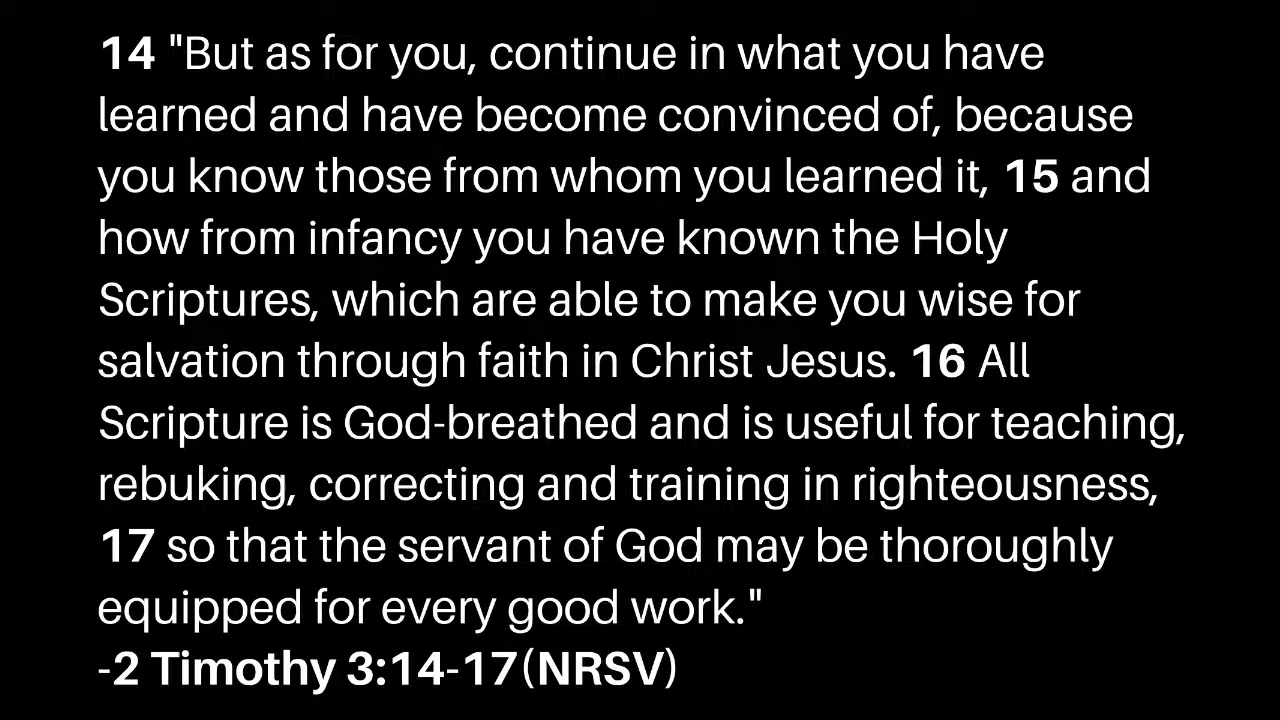 14 "But as for you, continue in what you have
learned and have become convinced of, because
you know those from whom you learned it, 15 and
how from infancy you have known the Holy
Scriptures, which are able to make you wise for
salvation through faith in Christ Jesus. 16 All
Scripture is God-breathed and is useful for teaching,
rebuking, correcting and training in righteousness,
17 so that the servant of God may be thoroughly
equipped for every good work."
-2 Timothy 3:14-17(NRSV)